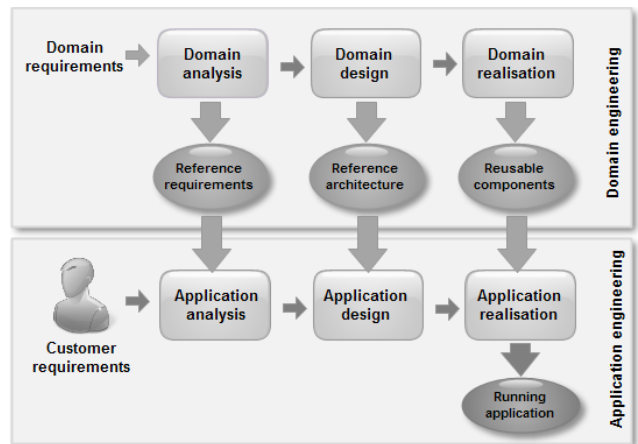 Domain
requirements
Domain
analysis
Domain
design
Domain
realisation
Reference
requirements
Reference
architecture
Reusable
components
Domain engineering
Customer
requirements
Application
analysis
Application
design
Application
realisation
Running
application
Application engineering